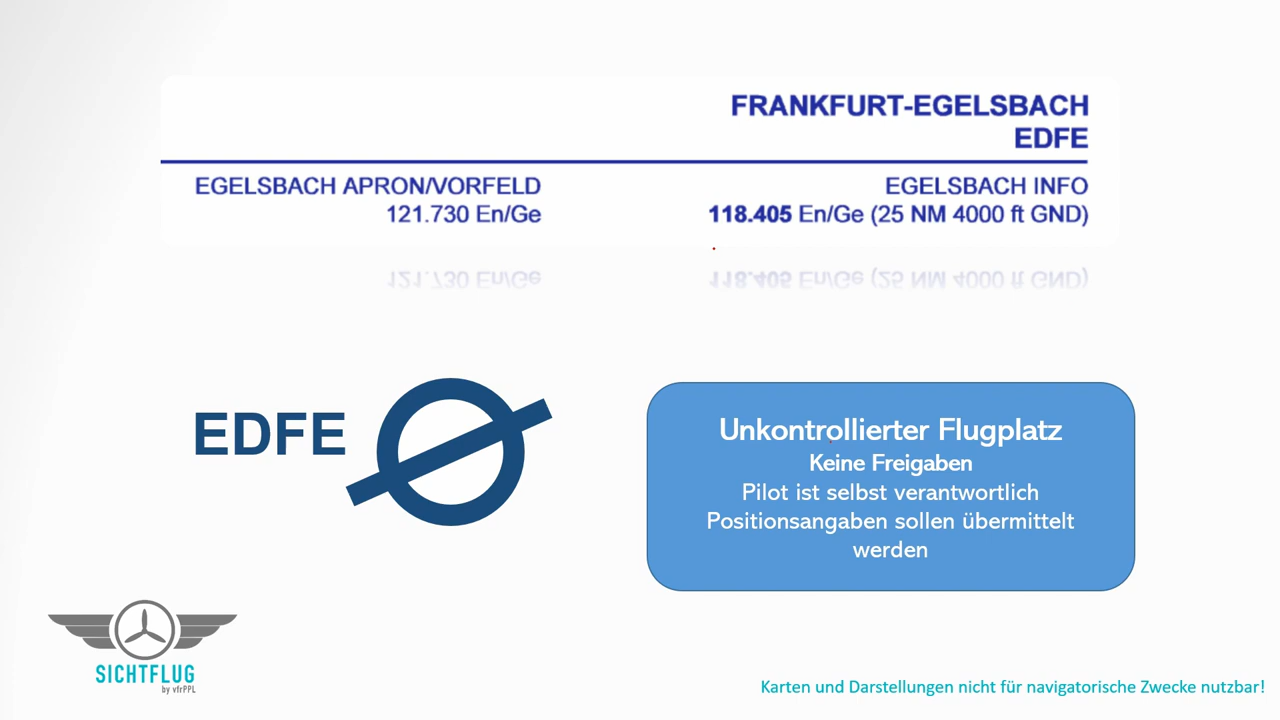 FRANKFURT-EGELSBACH
EDFE
EGELSBACH APRON/VORFELD
121.730 En/Ge
EGELSBACH INFO
118.405 En/Ge (25 NM 4000 ft GND)
EDFE
Unkontrollierter Flugplatz
Keine Freigaben
Pilot ist selbst verantwortlich
Positionsangaben sollen übermittelt
werden
SICHTFLUG
by vfrPPL
Karten und Darstellungen nicht für navigatorische Zwecke nutzbar!